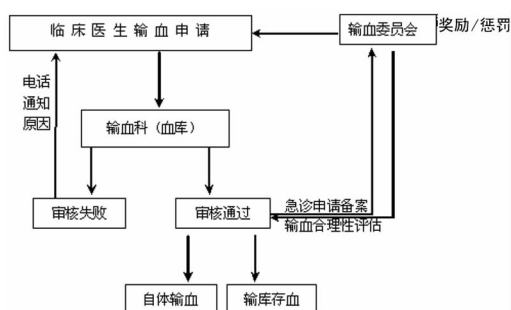 临床医生输血申请
输血委员会
奖励/惩罚
电话
通知
原因
输血科（血库）
审核失败
审核通过
急诊申请备案
输血合理性评估
自体输血
输库存血